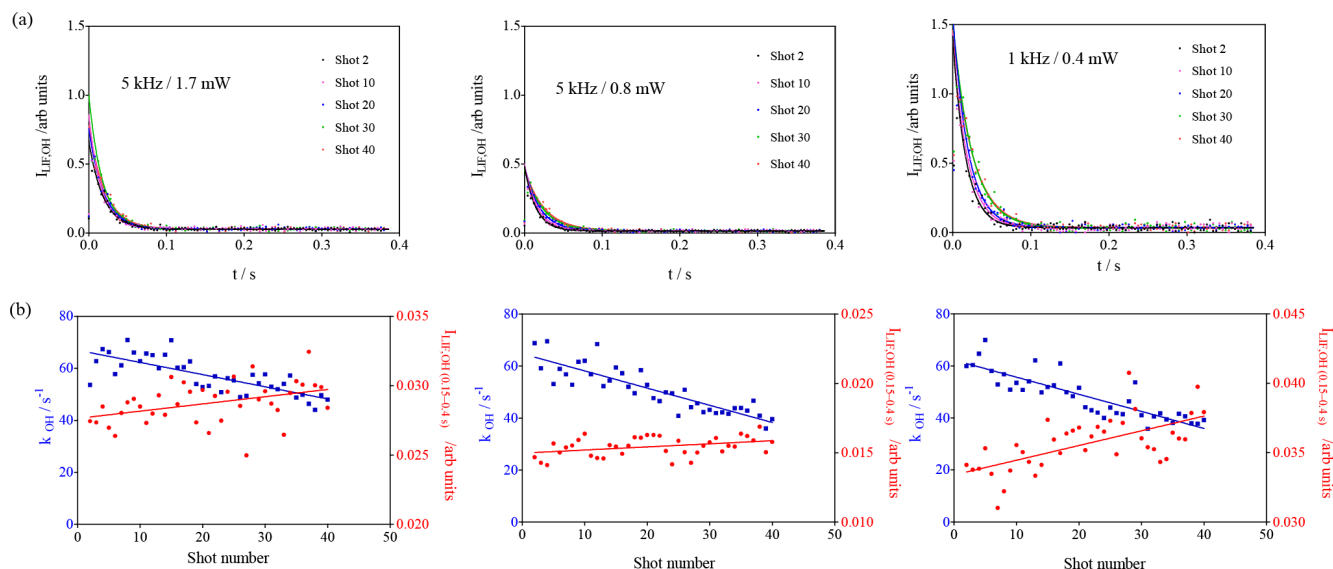 (a)
1.5
1.0
0.5
0.0
I LIF,OH /arb units
5 kHz / 1.7 mW
Shot 2
Shot 10
Shot 20
Shot 30
Shot 40
0.0 0.1 0.2 0.3 0.4
t / s
1.5
1.0
0.5
0.0
I LIF,OH /arb units
5 kHz / 0.8 mW
Shot 2
Shot 10
Shot 20
Shot 30
Shot 40
0.0 0.1 0.2 0.3 0.4
t / s
1.5
1.0
0.5
0.0
I LIF,OH /arb units
1 kHz / 0.4 mW
Shot 2
Shot 10
Shot 20
Shot 30
Shot 40
0.0 0.1 0.2 0.3 0.4
t / s
(b)
80
60
40
20
0
k OH / s-1
0.035
0.030
0.025
0.020
I LIF,OH (0.15–0.4 s) /arb units
0 10 20 30 40 50
Shot number
80
60
40
20
0
k OH / s-1
0.025
0.020
0.015
0.010
I LIF,OH (0.15–0.4 s) /arb units
0 10 20 30 40 50
Shot number
80
60
40
20
0
k OH / s-1
0.045
0.040
0.035
0.030
I LIF,OH (0.15–0.4 s) /arb units
0 10 20 30 40 50
Shot number